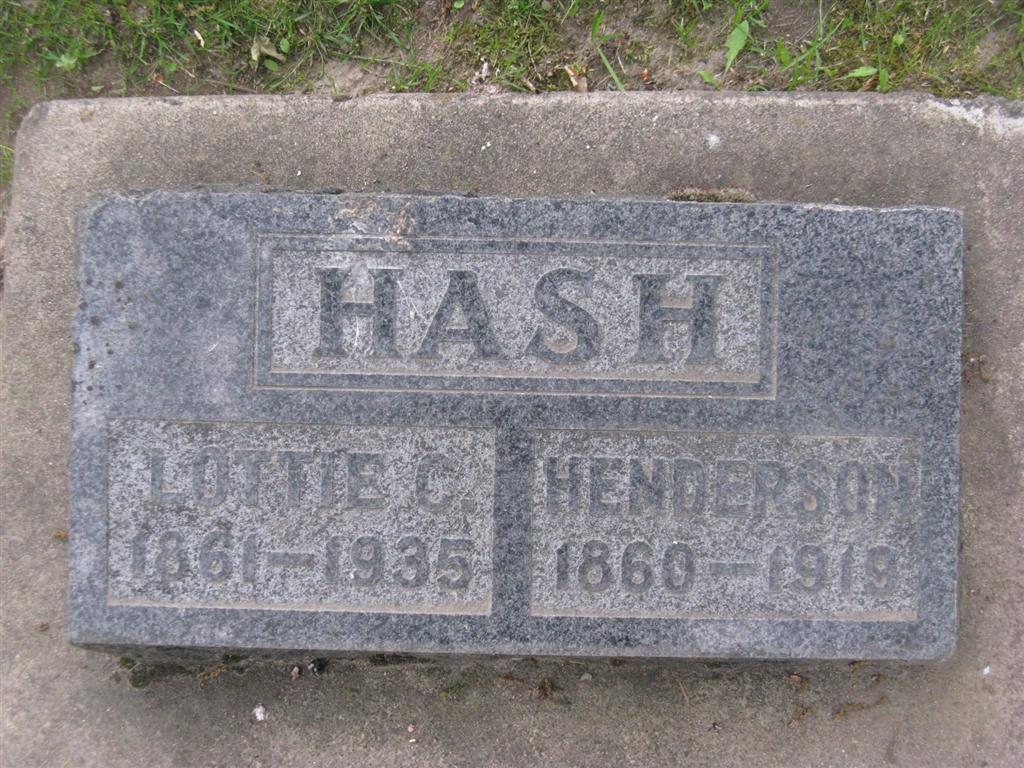 HASH
LOTTIE C.
1861–1935
HENDERSON
1860–1919